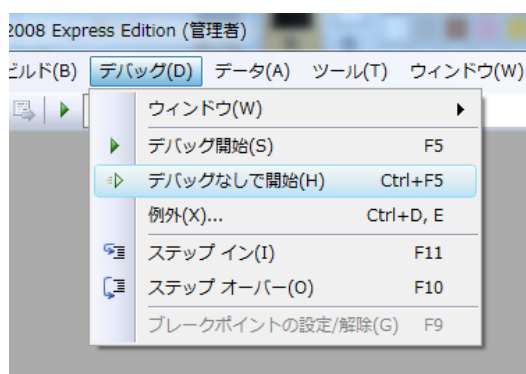 2008 Express Edition (管理者)
ビルド(B) デバッグ(D) データ(A) ツール(T) ウィンドウ(W)
ウィンドウ(W)
デバッグ開始(S) F5
デバッグなしで開始(H) Ctrl+F5
例外(X)... Ctrl+D, E
ステップ イン(I) F11
ステップ オーバー(O) F10
ブレークポイントの設定/解除(G) F9